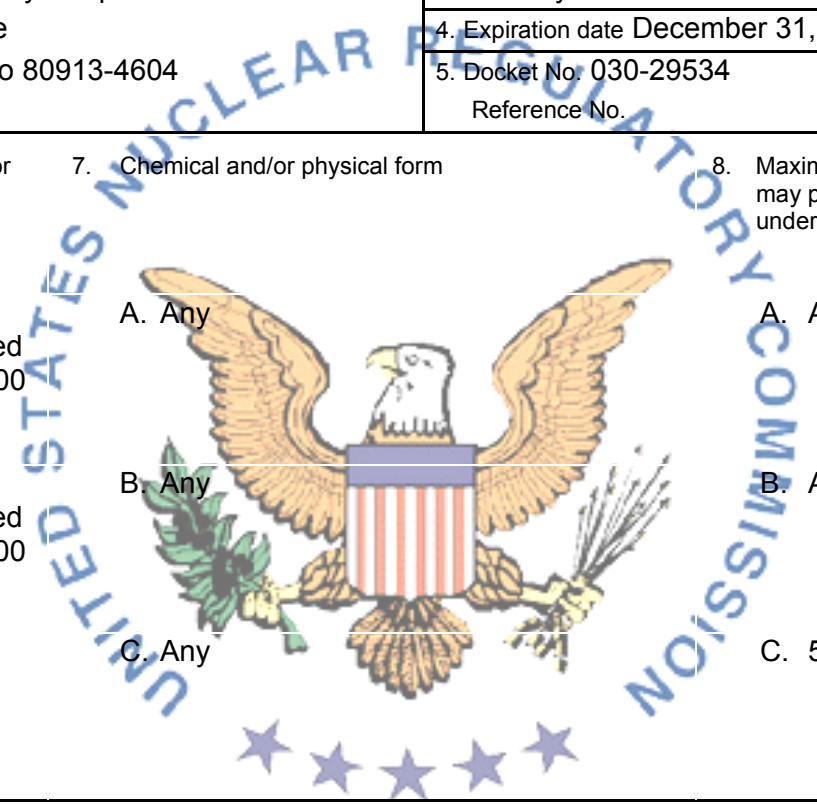 e
o 80913-4604
4. Expiration date December 31,
5. Docket No. 030-29534
Reference No.
or
7. Chemical and/or physical form
8. Maxin
may p
under
UNITED STATES NUCLEAR REGULATORY COMMISSION
A. Any
A. A
ed
00
B. Any
B. A
ed
00
C. Any
C. 5